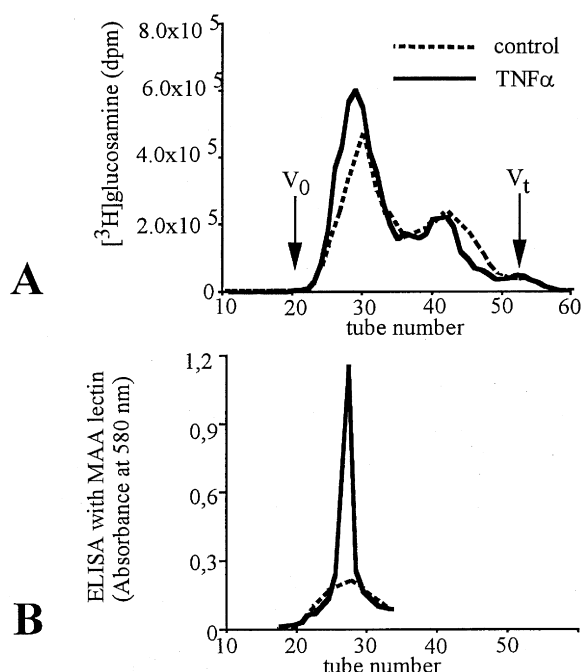 A
[³H]glucosamine (dpm)
8.0x10 5
6.0x10 5
4.0x10 5
2.0x10 5
0
control
TNFα
V₀
Vt
10 20 30 40 50 60
tube number
B
ELISA with MAA lectin
(Absorbance at 580 nm)
1,2
0,9
0,6
0,3
0
10 20 30 40 50
tube number